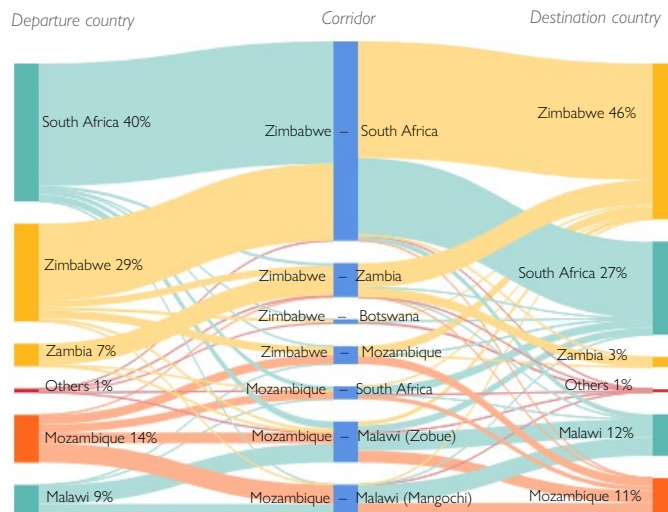 Departure country Corridor Destination country
South Africa 40%
Zimbabwe 29%
Zambia 7%
Others 1%
Mozambique 14%
Malawi 9%
Zimbabwe – South Africa
Zimbabwe – Zambia
Zimbabwe – Botswana
Zimbabwe – Mozambique
Mozambique – South Africa
Mozambique – Malawi (Zobue)
Mozambique – Malawi (Mangochi)
Zimbabwe 46%
South Africa 27%
Zambia 3%
Others 1%
Malawi 12%
Mozambique 11%